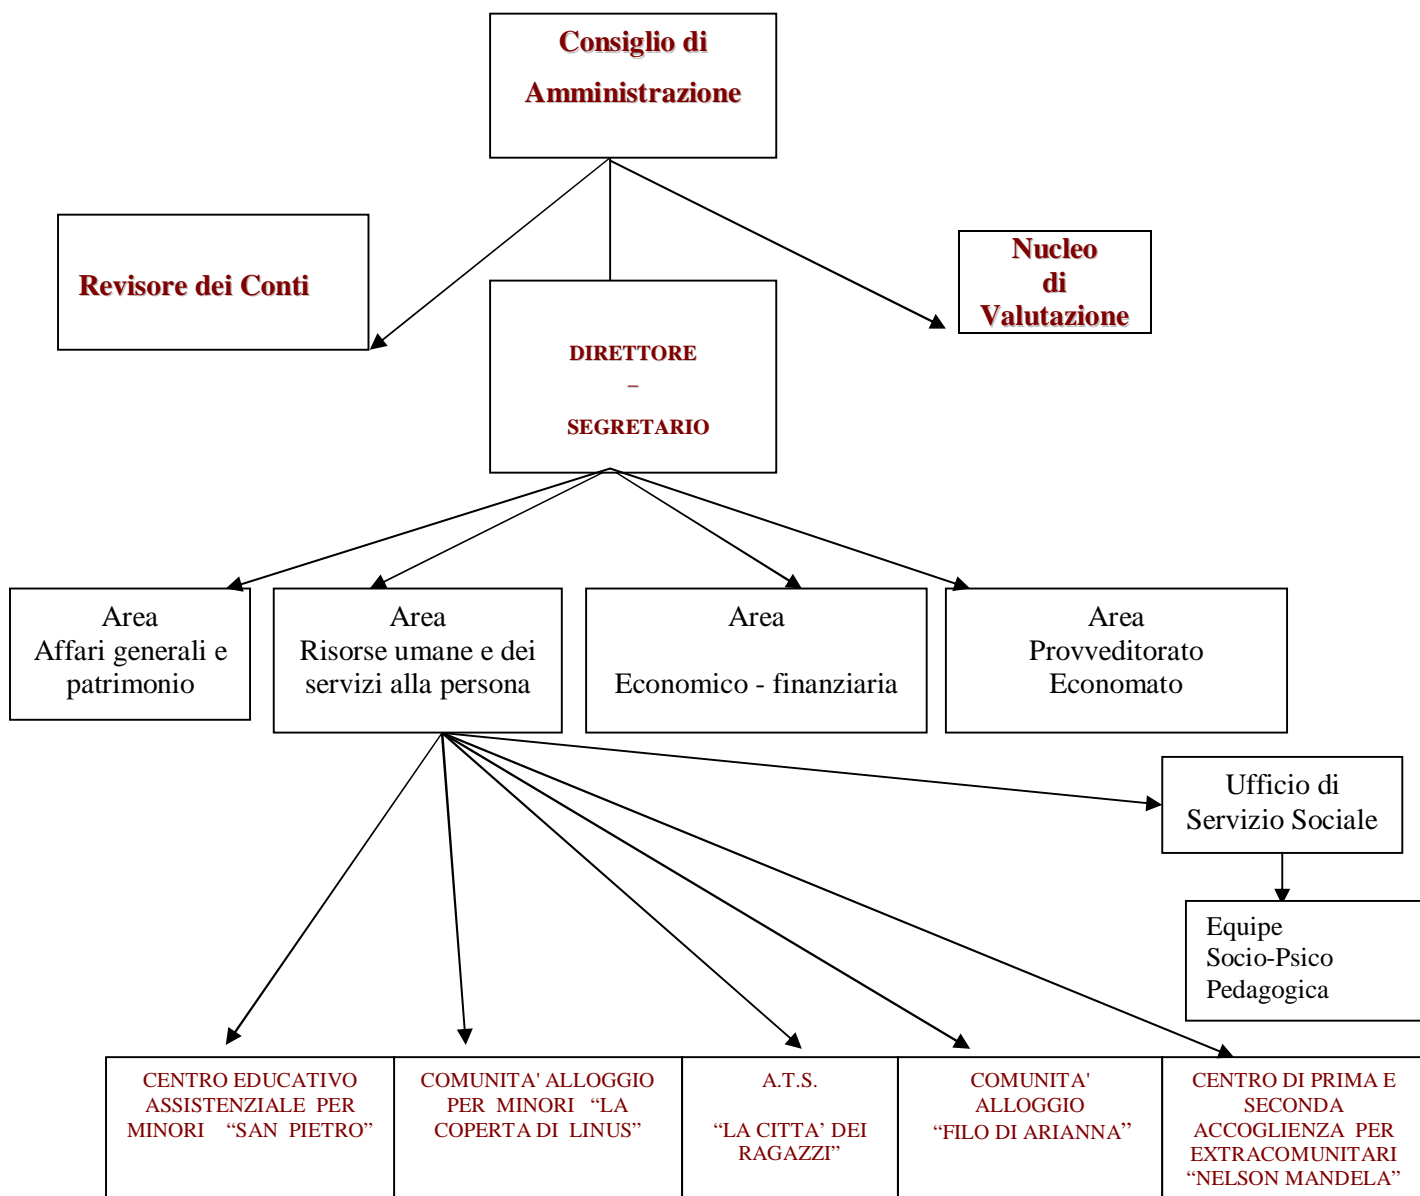 Consiglio di
Amministrazione
Revisore dei Conti
Nucleo
di
Valutazione
DIRETTORE
–
SEGRETARIO
Area
Affari generali e
patrimonio
Area
Risorse umane e dei
servizi alla persona
Area
Economico - finanziaria
Area
Provveditorato
Economato
Ufficio di
Servizio Sociale
Equipe
Socio-Psico
Pedagogica
CENTRO EDUCATIVO
ASSISTENZIALE PER
MINORI “SAN PIETRO”
COMUNITA' ALLOGGIO
PER MINORI “LA
COPERTA DI LINUS”
A.T.S.
“LA CITTA’ DEI
RAGAZZI”
COMUNITA'
ALLOGGIO
“FILO DI ARIANNA”
CENTRO DI PRIMA E
SECONDA
ACCOGLIENZA PER
EXTRACOMUNITARI
“NELSON MANDELA”